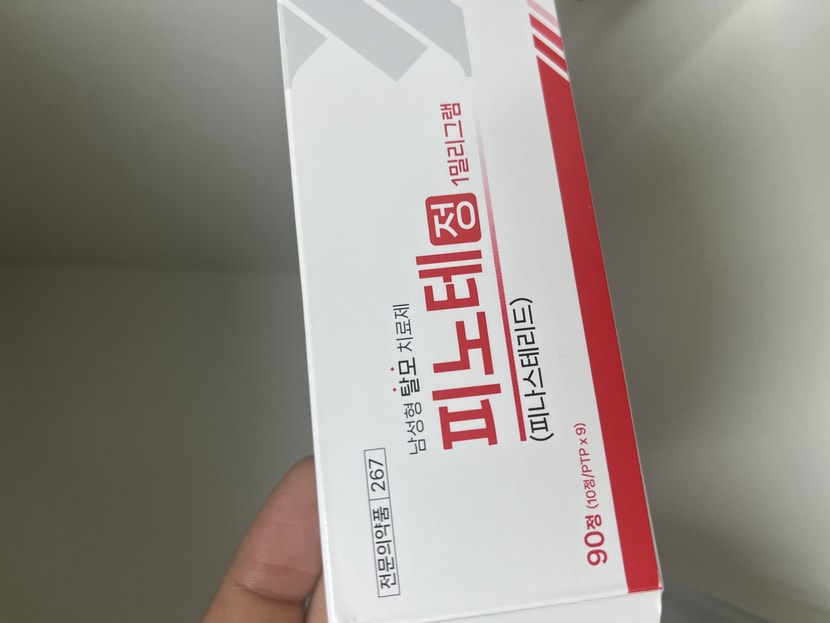 전문의약품 267
남성형 탈모 치료제
피노테정 1밀리그램
(피나스테리드)
90정 (10정/PTP x 9)